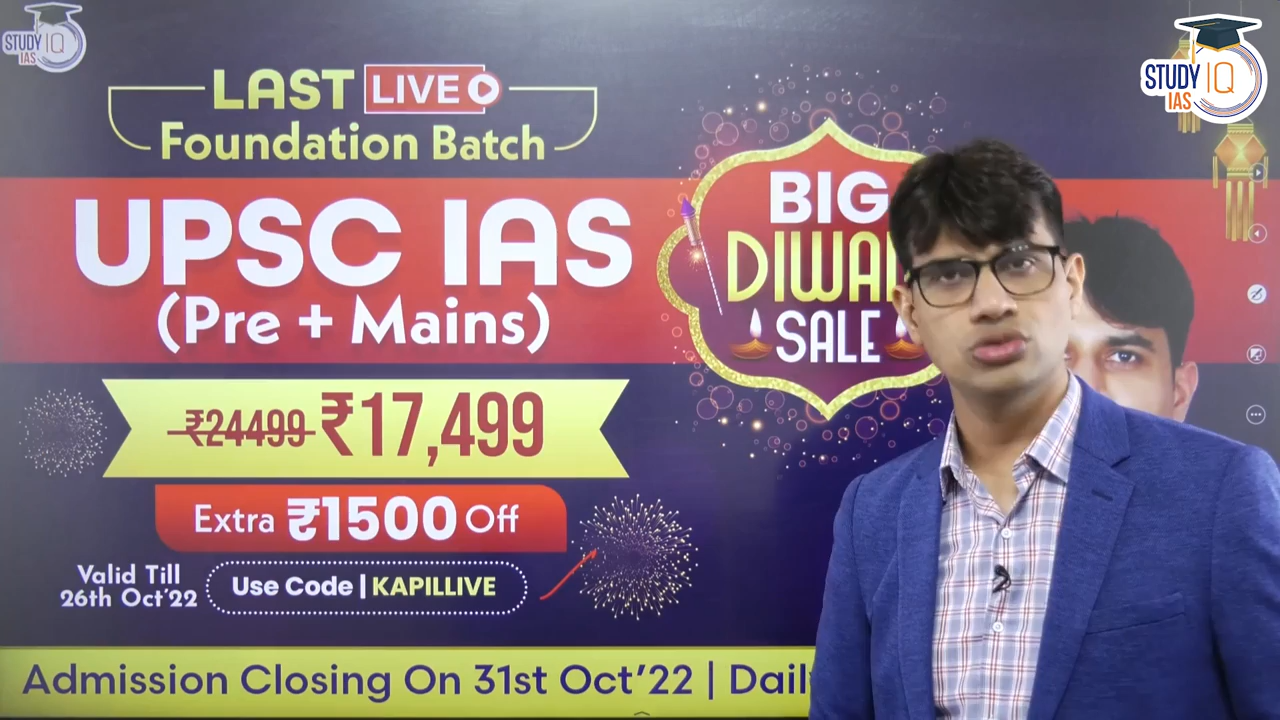 STUDY IQ
IAS
STUDY IQ
IAS
LAST LIVE
Foundation Batch
UPSC IAS
(Pre + Mains)
BIG
SALE
₹24499 ₹17,499
Extra ₹1500 Off
Valid Till
26th Oct'22
Use Code | KAPILLIVE
Admission Closing On 31st Oct'22 |